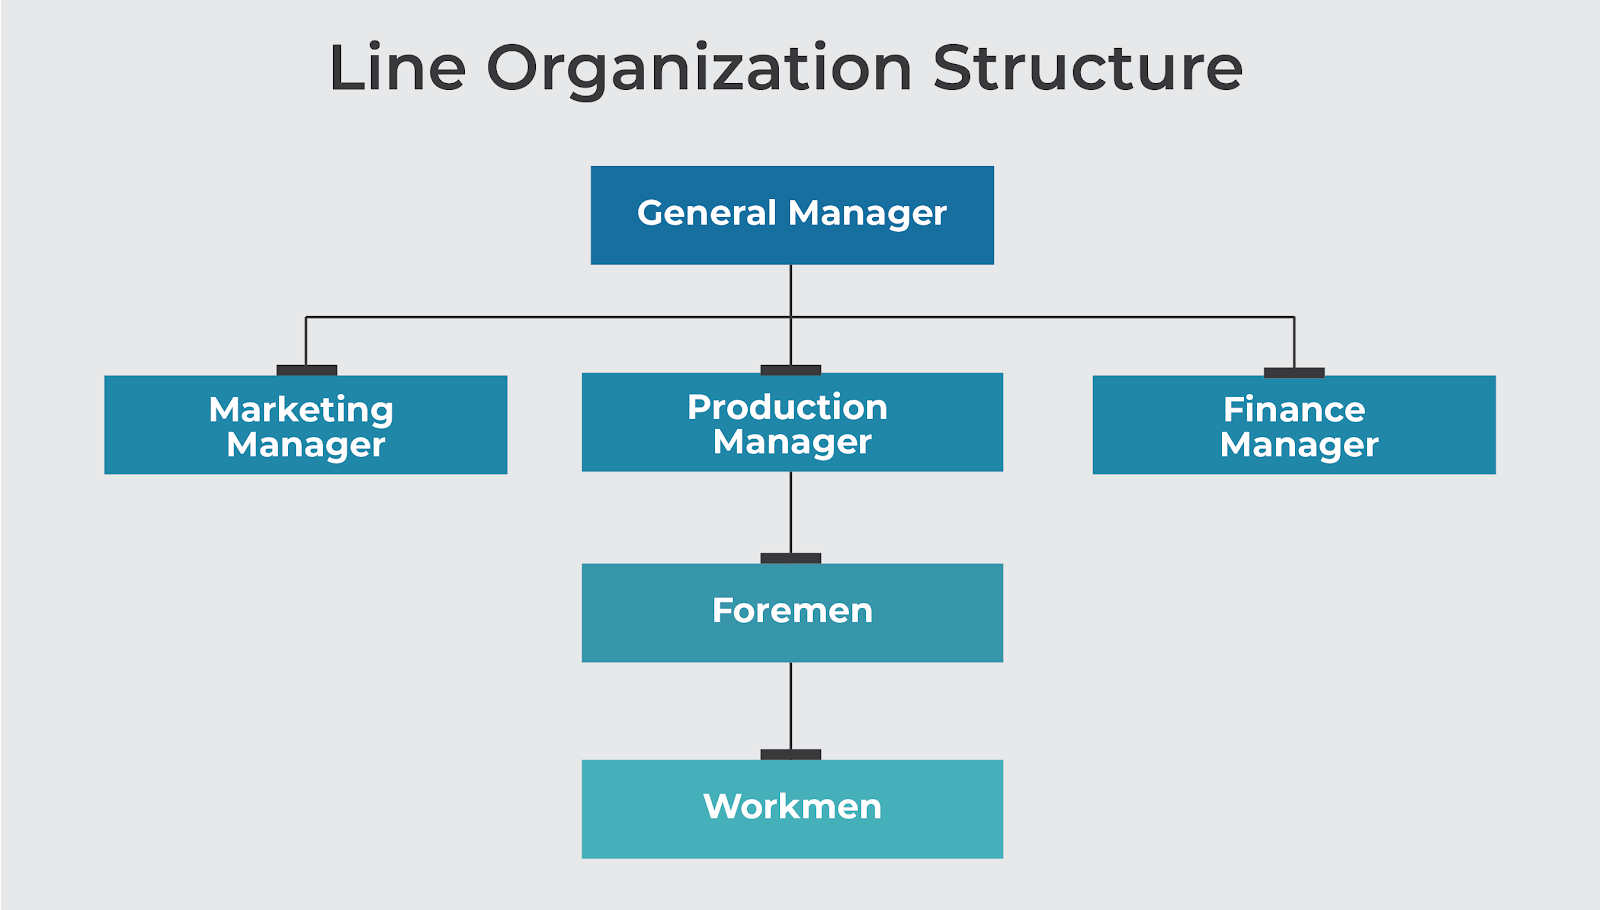 Line Organization Structure
General Manager
Marketing
Manager
Production
Manager
Finance
Manager
Foremen
Workmen